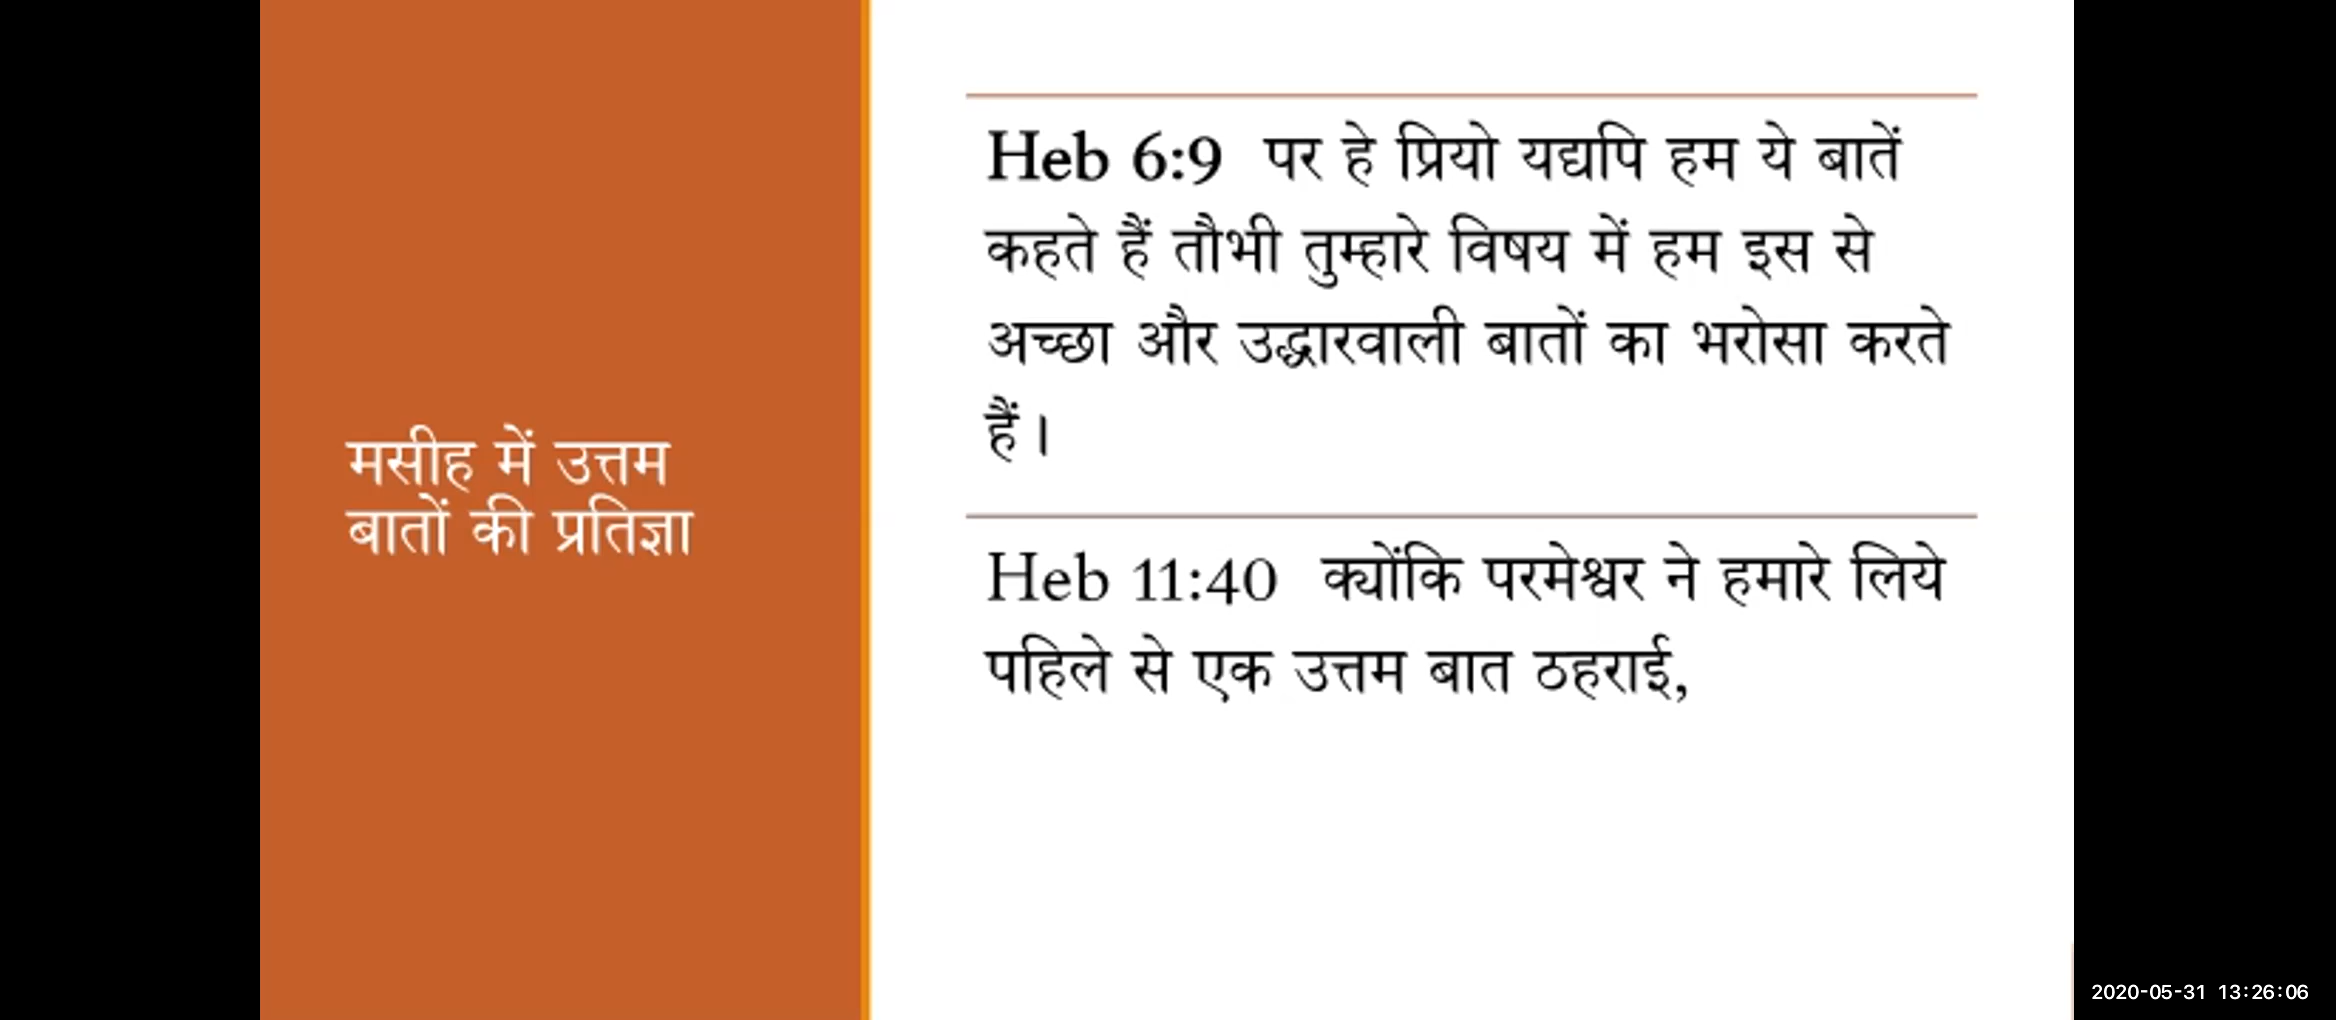 मसीह में उत्तम
बातों की प्रतिज्ञा
Heb 6:9 पर हे प्रियो यद्यपि हम ये बातें
कहते हैं तौभी तुम्हारे विषय में हम इस से
अच्छा और उद्धारवाली बातों का भरोसा करते
हैं।
Heb 11:40 क्योंकि परमेश्वर ने हमारे लिये
पहिले से एक उत्तम बात ठहराई,
2020-05-31 13:26:06